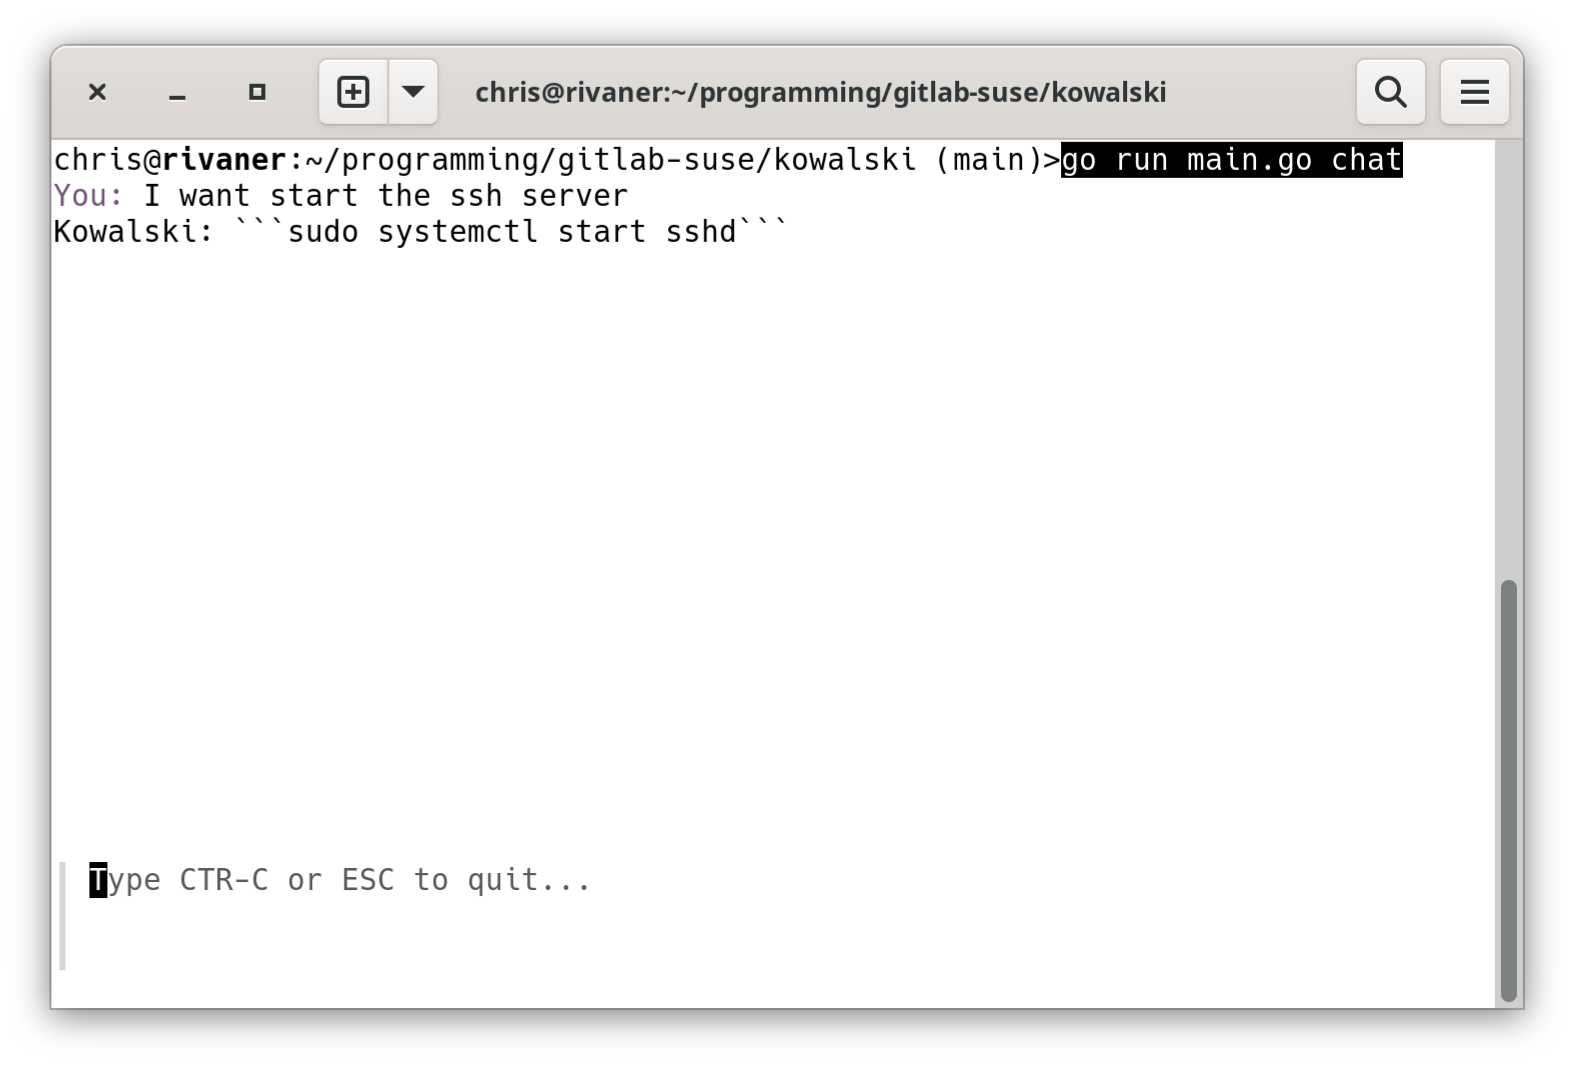 chris@rivaner:~/programming/gitlab-suse/kowalski
chris@rivaner:~/programming/gitlab-suse/kowalski (main)>go run main.go chat
You: I want start the ssh server
Kowalski: ```sudo systemctl start sshd```
Type CTR-C or ESC to quit...